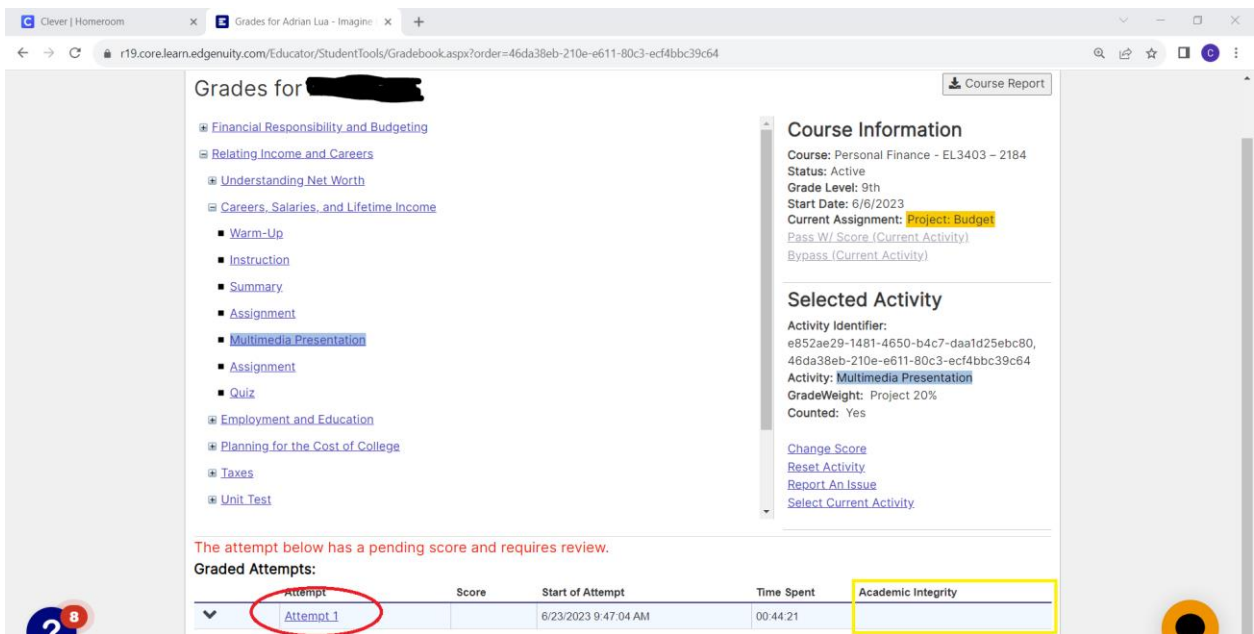 Clever | Homeroom
Grades for Adrian Lua - Imagine
r19.core.learn.edgenuity.com/Educator/StudentTools/Gradebook.aspx?order=46da38eb-210e-e611-80c3-ecf4bbc39c64
Grades for
Course Report
Financial Responsibility and Budgeting
Relating Income and Careers
Understanding Net Worth
Careers, Salaries, and Lifetime Income
Warm-Up
Instruction
Summary
Assignment
Multimedia Presentation
Assignment
Quiz
Employment and Education
Planning for the Cost of College
Taxes
Unit Test
Course Information
Course: Personal Finance - EL3403 – 2184
Status: Active
Grade Level: 9th
Start Date: 6/6/2023
Current Assignment: Project: Budget
Pass W/ Score (Current Activity)
Bypass (Current Activity)
Selected Activity
Activity Identifier:
e852ae29-1481-4650-b4c7-daa1d25ebc80,
46da38eb-210e-e611-80c3-ecf4bbc39c64
Activity: Multimedia Presentation
GradeWeight: Project 20%
Counted: Yes
Change Score
Reset Activity
Report An Issue
Select Current Activity
The attempt below has a pending score and requires review.
Graded Attempts:
Attempt Score Start of Attempt Time Spent Academic Integrity
Attempt 1 6/23/2023 9:47:04 AM 00:44:21
8